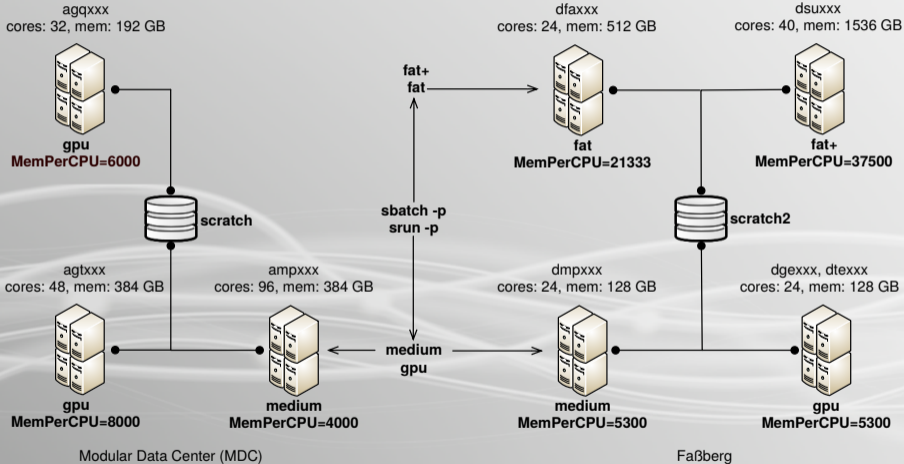 agqxxx
cores: 32, mem: 192 GB
gpu
MemPerCPU=6000
scratch
agtxxx
cores: 48, mem: 384 GB
gpu
MemPerCPU=8000
ampxxx
cores: 96, mem: 384 GB
medium
MemPerCPU=4000
Modular Data Center (MDC)
fat+
fat
sbatch -p
srun -p
medium
gpu
dfaxxx
cores: 24, mem: 512 GB
fat
MemPerCPU=21333
dsuxxx
cores: 40, mem: 1536 GB
fat+
MemPerCPU=37500
scratch2
dmpxxx
cores: 24, mem: 128 GB
medium
MemPerCPU=5300
dgexxx, dtexxx
cores: 24, mem: 128 GB
gpu
MemPerCPU=5300
Faßberg